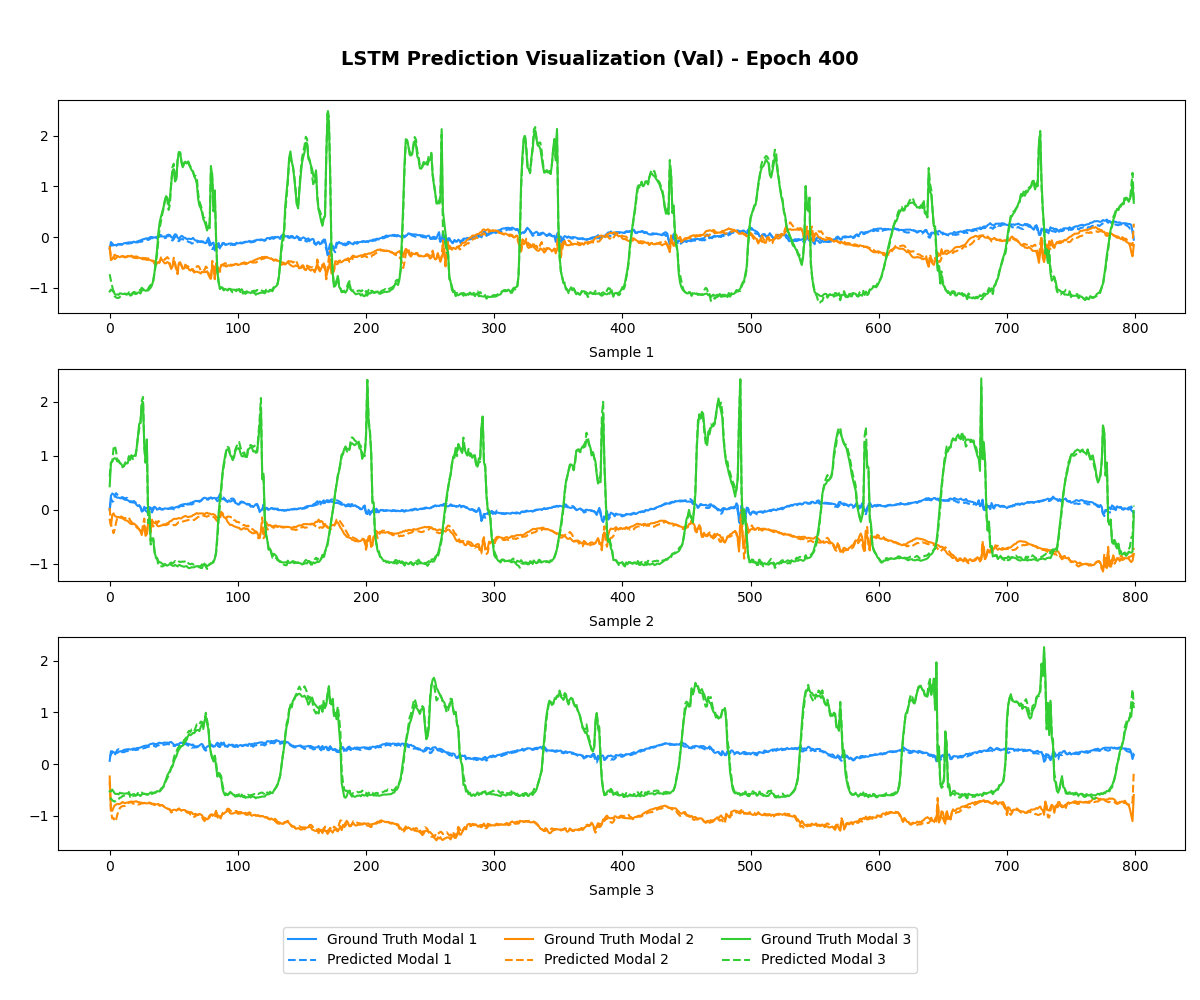 LSTM Prediction Visualization (Val) - Epoch 400
2
1
0
−1
0 100 200 300 400 500 600 700 800
Sample 1
2
1
0
−1
0 100 200 300 400 500 600 700 800
Sample 2
2
1
0
−1
0 100 200 300 400 500 600 700 800
Sample 3
Ground Truth Modal 1 Ground Truth Modal 2 Ground Truth Modal 3
Predicted Modal 1 Predicted Modal 2 Predicted Modal 3